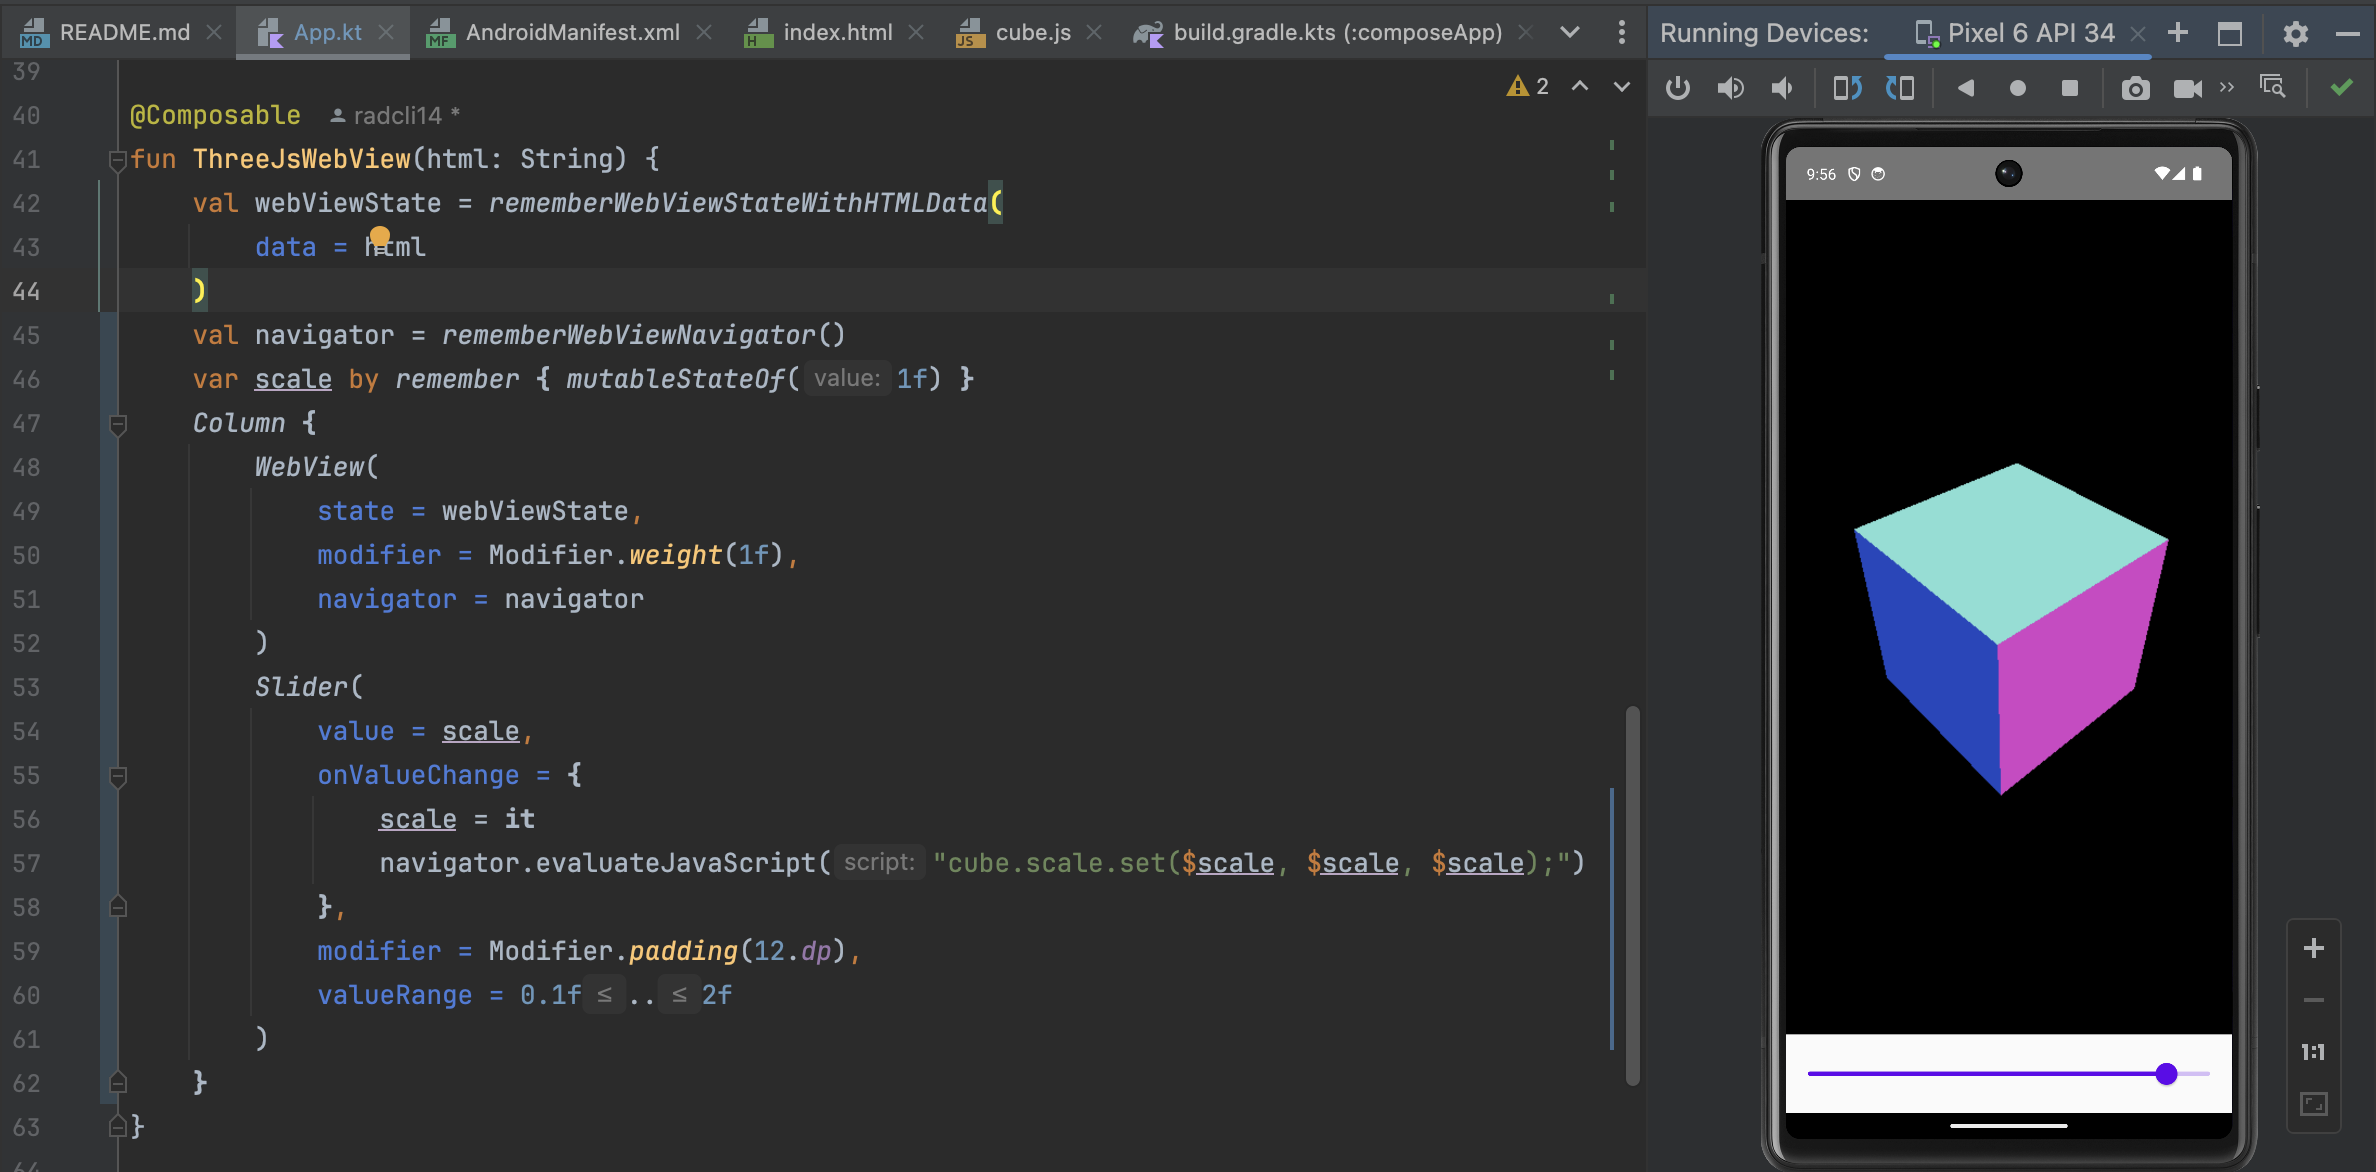 README.md App.kt AndroidManifest.xml index.html cube.js build.gradle.kts (:composeApp) Running Devices: Pixel 6 API 34
39
2
40 @Composable radcli14 *
41 fun ThreeJsWebView(html: String) {
42 val webViewState = rememberWebViewStateWithHTMLData(
43 data = html
44 )
45 val navigator = rememberWebViewNavigator()
46 var scale by remember { mutableStateOf( value: 1f) }
47 Column {
48 WebView(
49 state = webViewState,
50 modifier = Modifier.weight(1f),
51 navigator = navigator
52 )
53 Slider(
54 value = scale,
55 onValueChange = {
56 scale = it
57 navigator.evaluateJavaScript( script: "cube.scale.set($scale, $scale, $scale);")
58 },
59 modifier = Modifier.padding(12.dp),
60 valueRange = 0.1f ≤ .. ≤ 2f
61 )
62 }
63 }
64
9:56
1:1